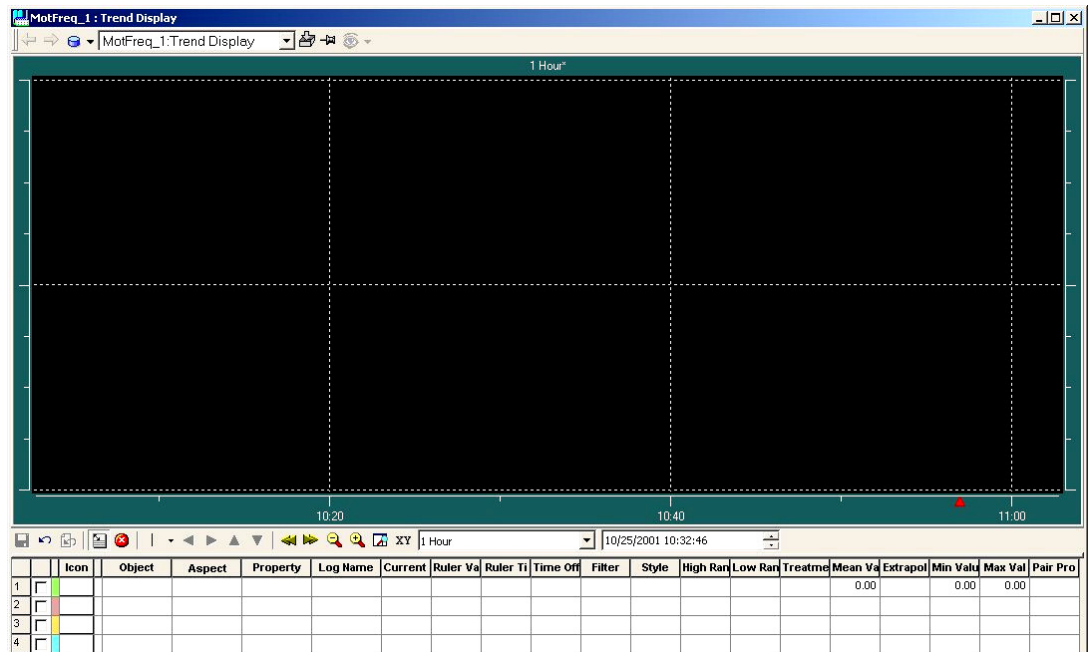 MotFreq_1 : Trend Display
MotFreq_1:Trend Display
1 Hour*
10:20 10:40 11:00
XY 1 Hour 10/25/2001 10:32:46
Icon Object Aspect Property Log Name Current Ruler Va Ruler Ti Time Off Filter Style High Ran Low Ran Treatme Mean Va Extrapol Min Valu Max Val Pair Pro
1 0.00 0.00 0.00
2
3
4